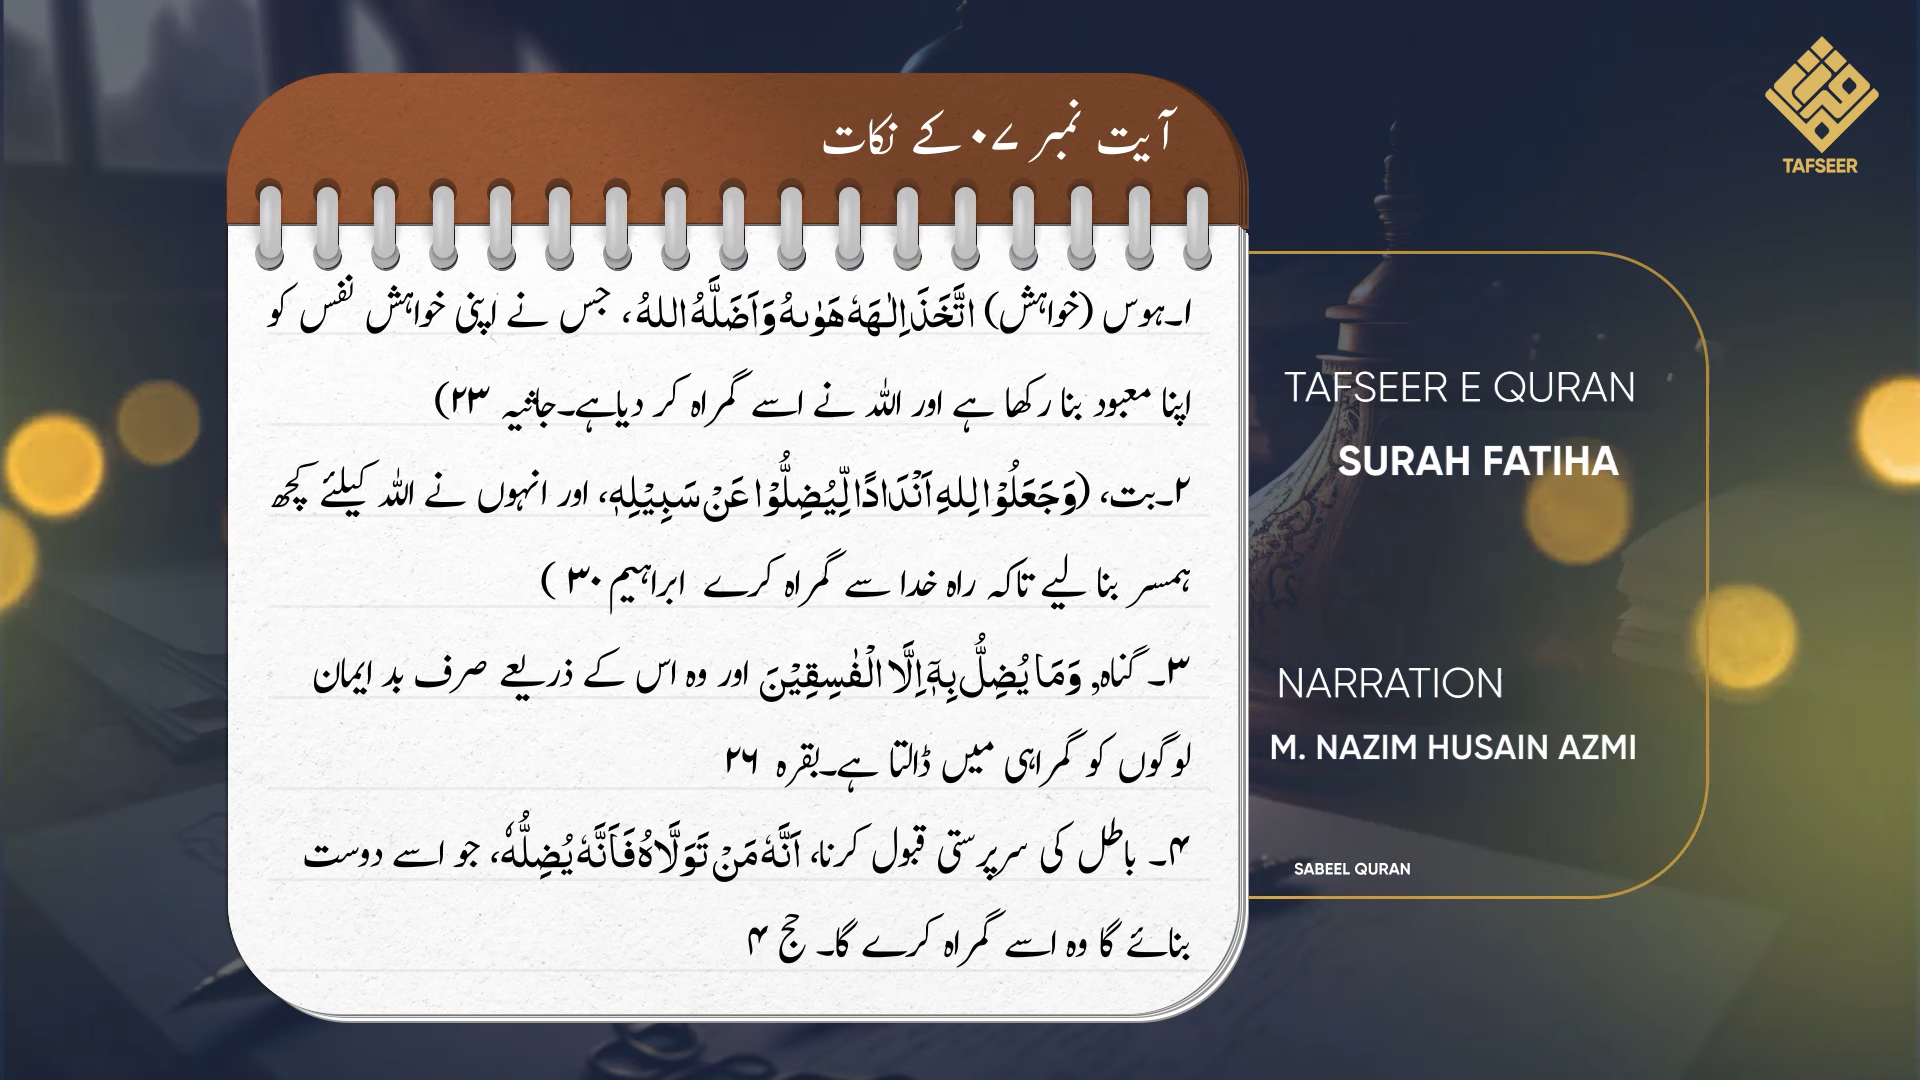 آیت نمبر ۰۷ کے نکات
۱۔ہوس (خواہش) اتَّخَذَ اِلٰهَهٗ هَوٰىهُ وَ اَضَلَّهُ اللهُ، جس نے اپنی خواہش نفس کو
اپنا معبود بنا رکھا ہے اور اللہ نے اسے گمراہ کر دیاہے۔جاثیہ ۲۳)
۲۔بت، (وَ جَعَلُوْا لِلهِ اَنْدَادًا لِّیُضِلُّوْا عَنْ سَبِیْلِهٖ، اور انہوں نے اللہ کیلئے کچھ
ہمسر بنا لیے تاکہ راہ خدا سے گمراہ کرے ابراہیم ۳۰ )
۳۔ گناہ, وَ مَا یُضِلُّ بِهٖۤ اِلَّا الْفٰسِقِیْنَ اور وہ اس کے ذریعے صرف بد ایمان
لوگوں کو گمراہی میں ڈالتا ہے۔بقرہ ۲۶
۴۔ باطل کی سرپرستی قبول کرنا، اَنَّهٗ مَنْ تَوَلَّاهُ فَاَنَّهٗ یُضِلُّهٗ، جو اسے دوست
بنائے گا وہ اسے گمراہ کرے گا۔ حج ۴
TAFSEER
TAFSEER E QURAN
SURAH FATIHA
NARRATION
M. NAZIM HUSAIN AZMI
SABEEL QURAN